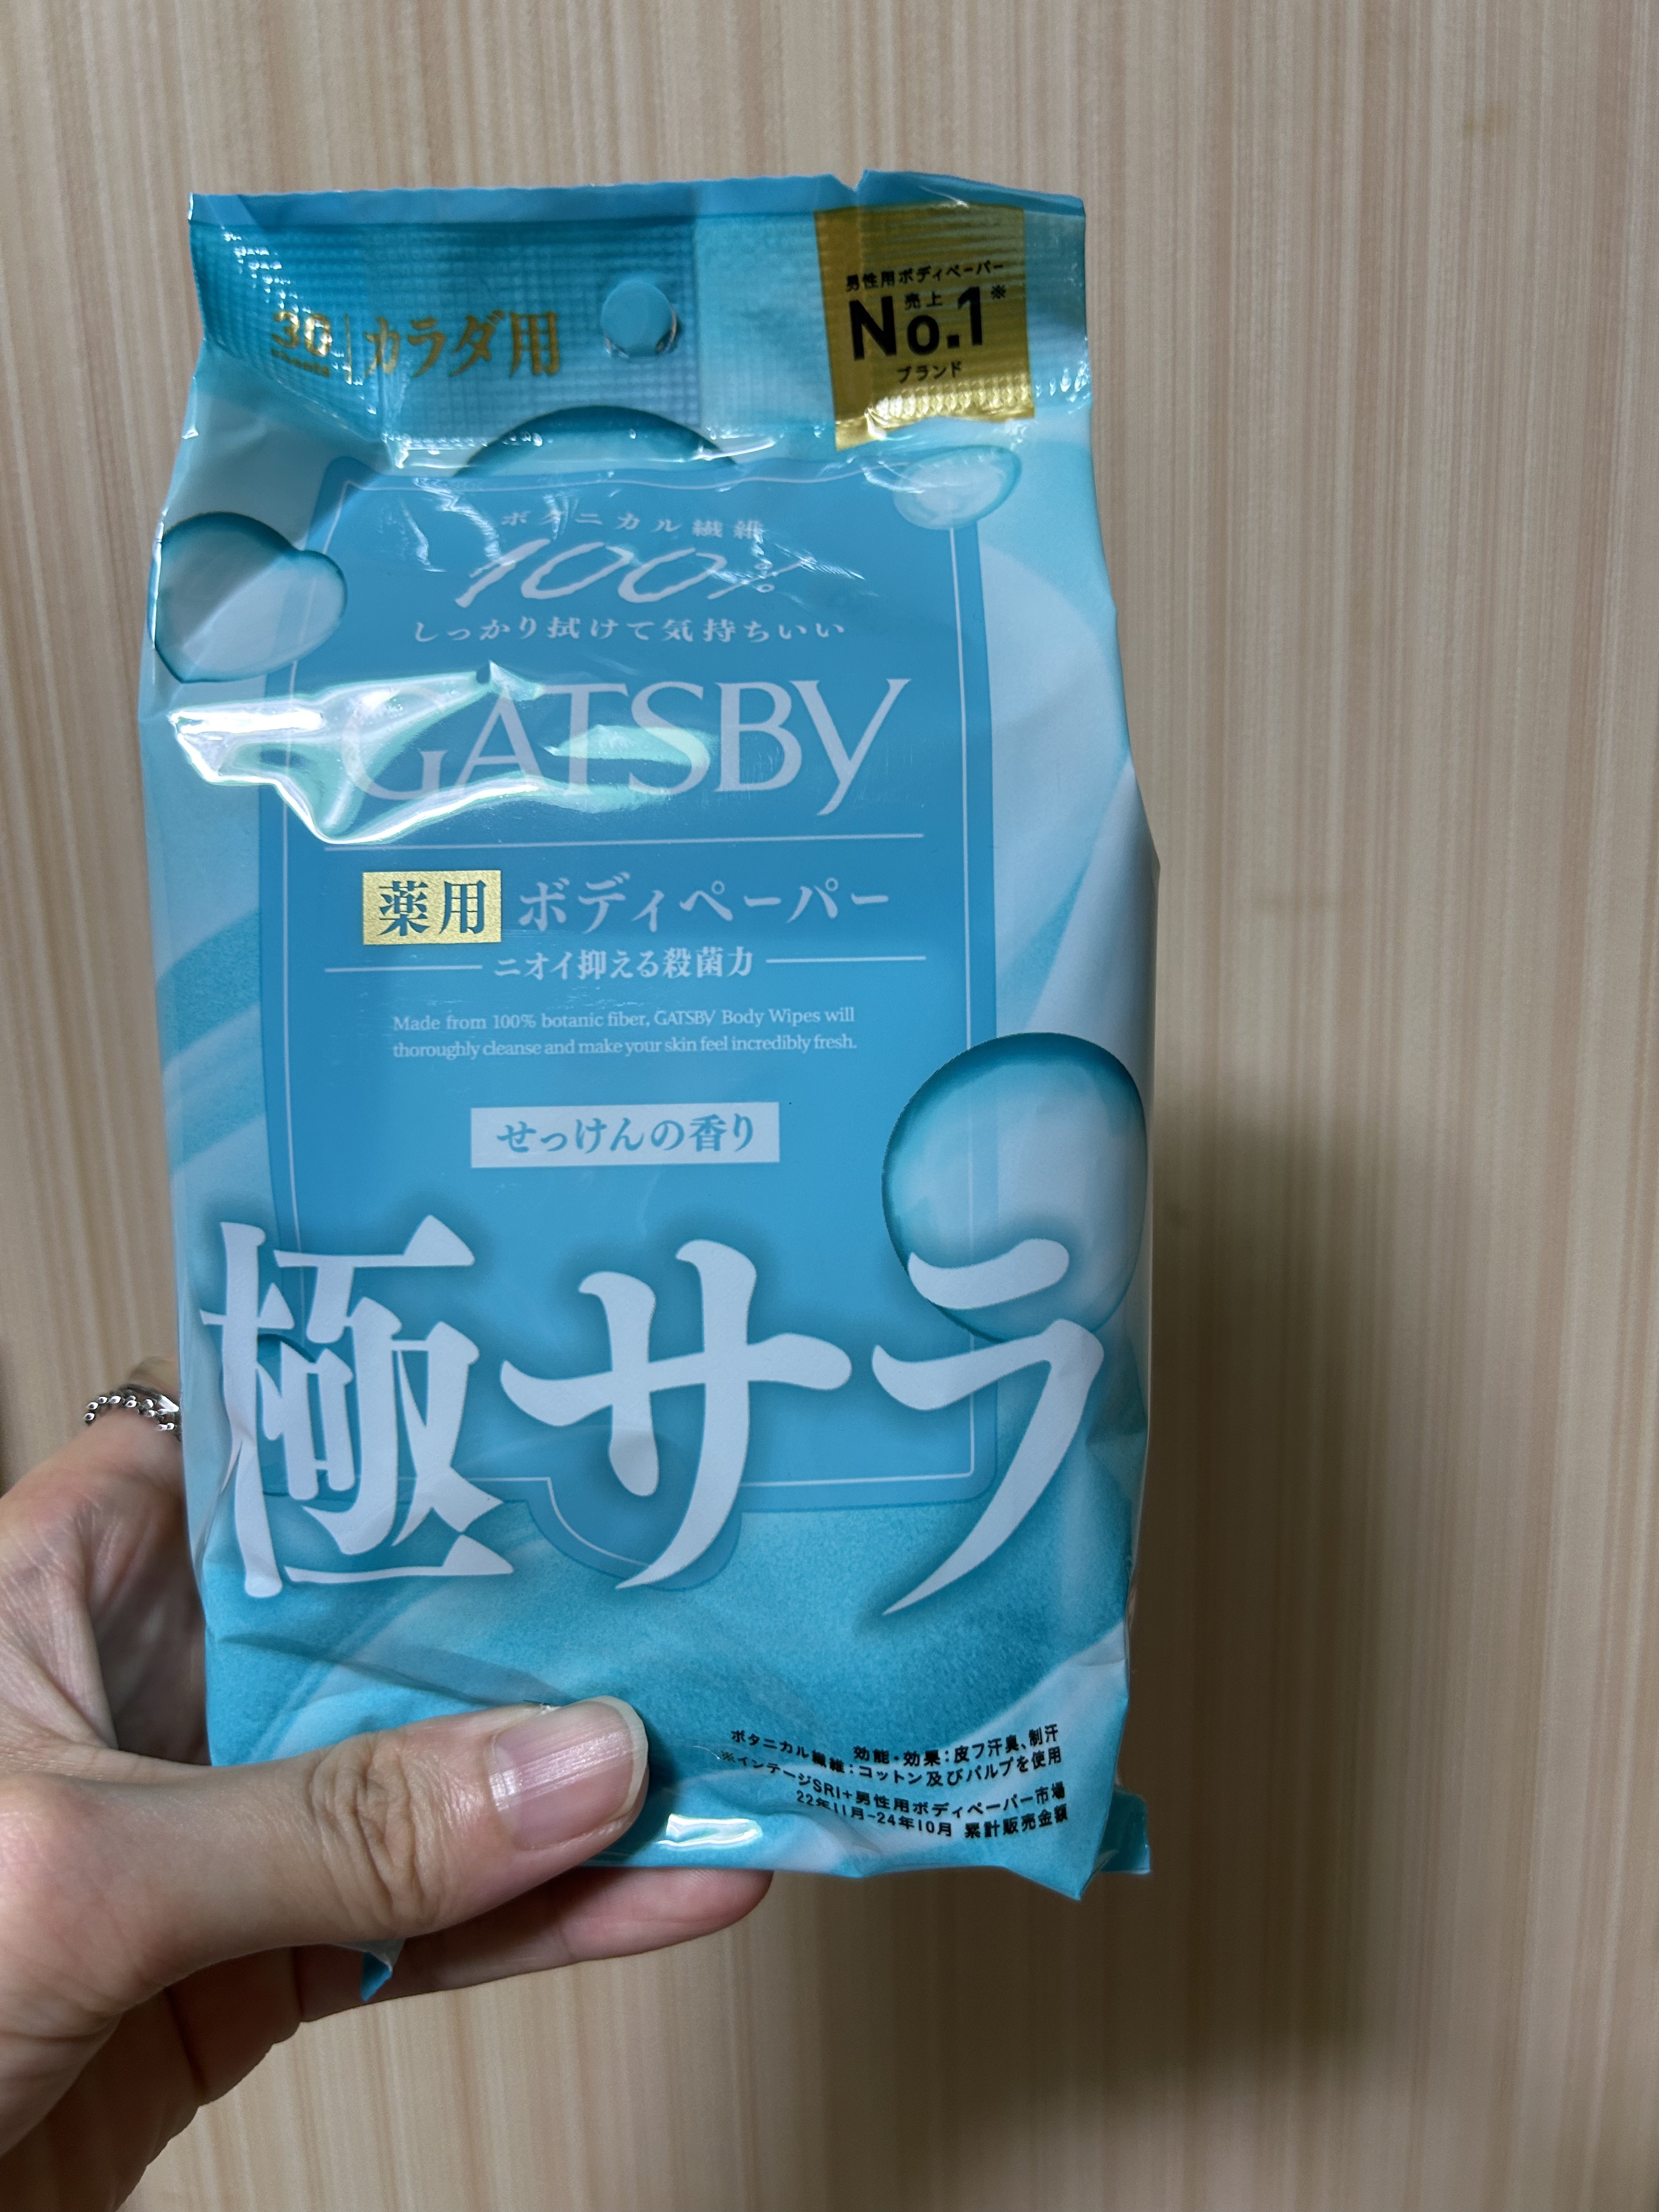 30 カラダ用
sheets
男性用ボディペーパー
売上
No.1※
ブランド
ボタニカル繊維
100%
しっかり拭けて気持ちいい
GATSBY
薬用 ボディペーパー
ニオイ抑える殺菌力
Made from 100% botanic fiber, GATSBY Body Wipes will
thoroughly cleanse and make your skin feel incredibly fresh.
せっけんの香り
極サラ
効能・効果：皮フ汗臭、制汗
ボタニカル繊維：コットン及びパルプを使用
※インテージSRI+男性用ボディペーパー市場
22年11月-24年10月 累計販売金額